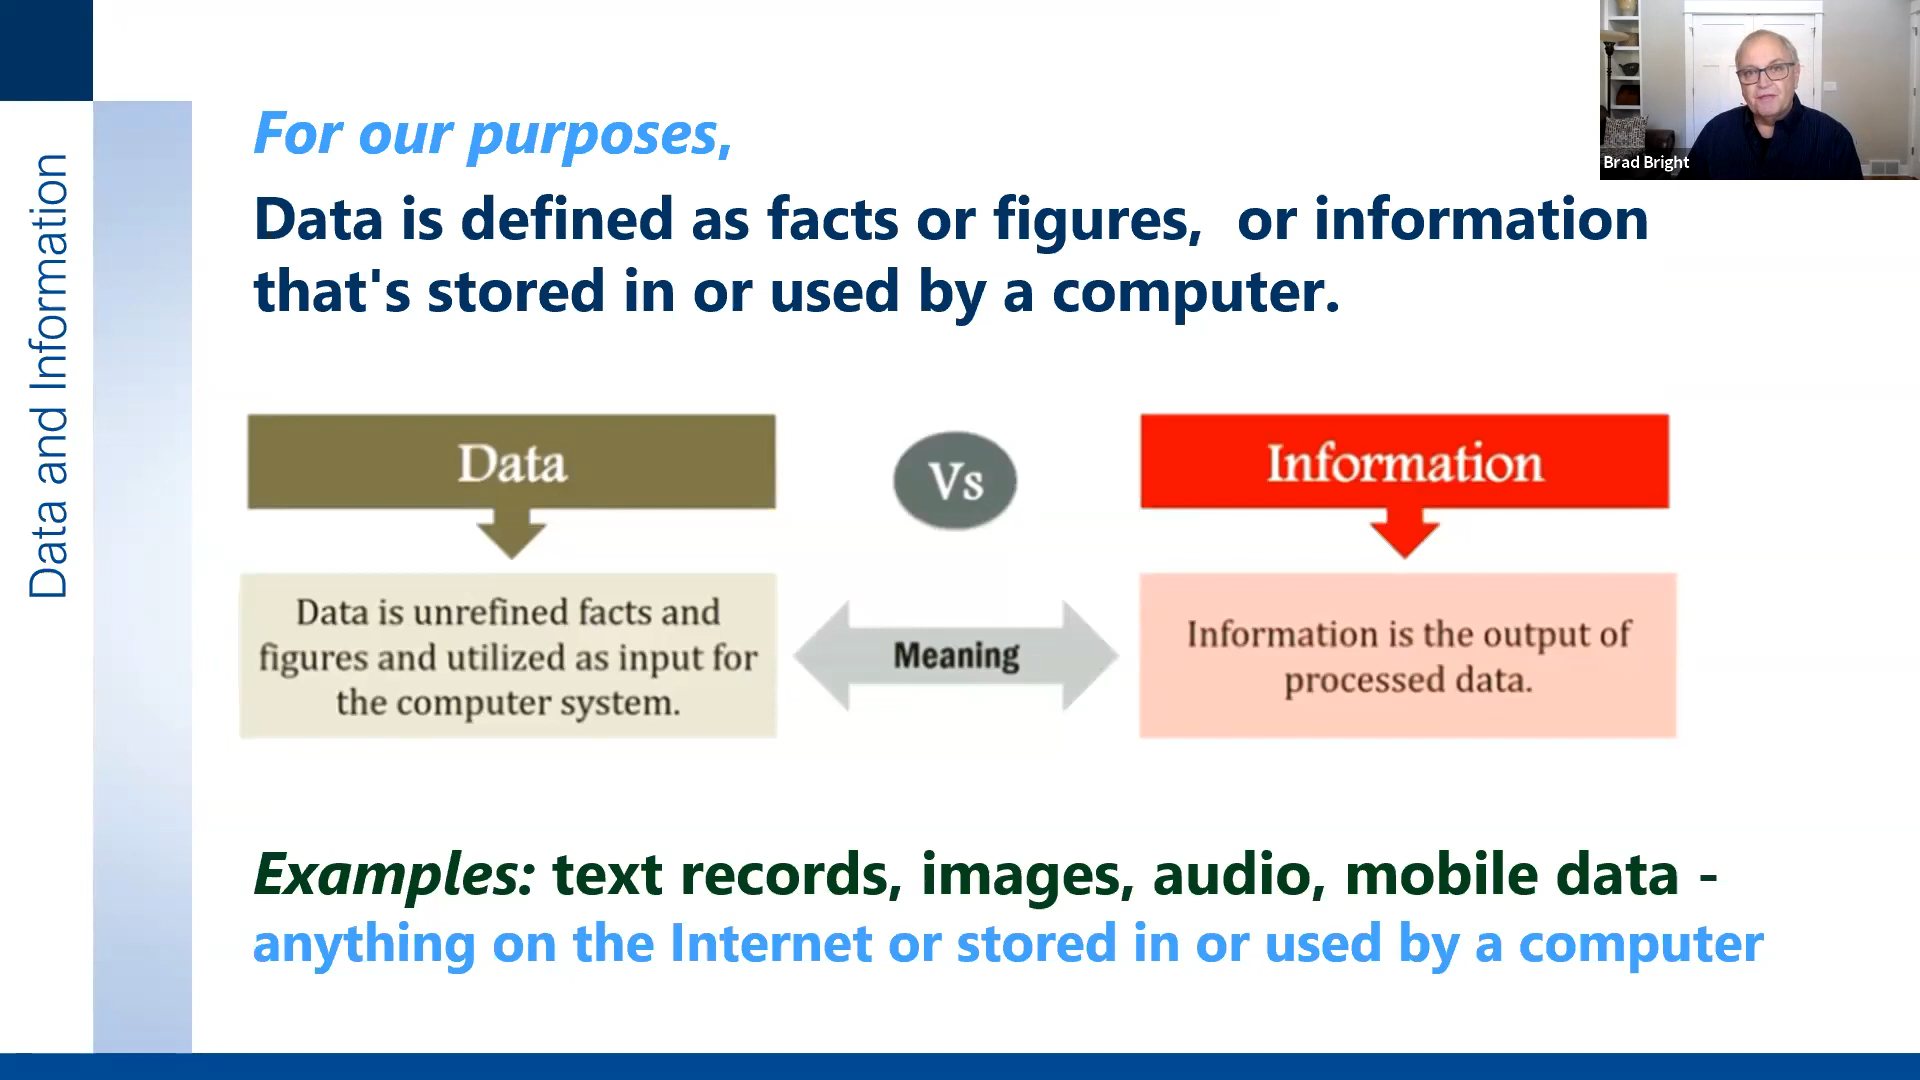 Data and Information
For our purposes,
Data is defined as facts or figures, or information
that's stored in or used by a computer.
Data
Vs
Information
Data is unrefined facts and
figures and utilized as input for
the computer system.
Meaning
Information is the output of
processed data.
Examples: text records, images, audio, mobile data -
anything on the Internet or stored in or used by a computer
Brad Bright